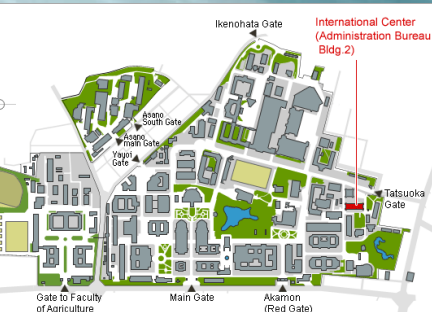 Ikenohata Gate
International Center
(Administration Bureau
Bldg.2)
Asano
South Gate
Asano
main Gate
Yayoi
Gate
Tatsuoka
Gate
Gate to Faculty
of Agriculture
Main Gate
Akamon
(Red Gate)